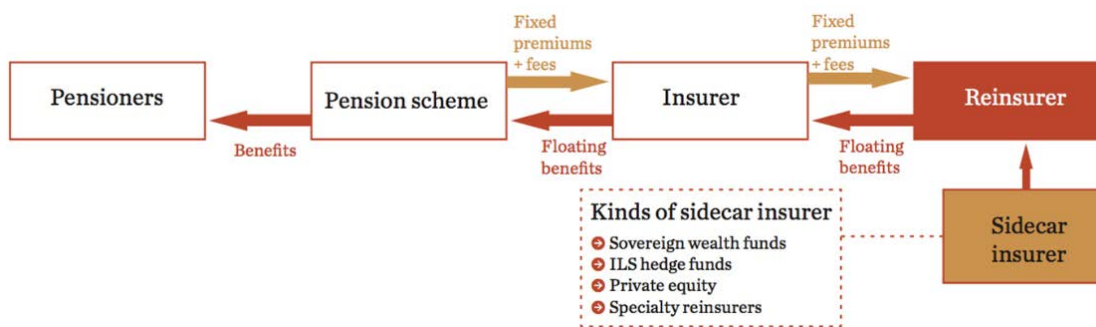 Fixed
premiums
+ fees
Fixed
premiums
+ fees
Pensioners
Pension scheme
Insurer
Reinsurer
Benefits
Floating
benefits
Floating
benefits
Kinds of sidecar insurer
Sovereign wealth funds
ILS hedge funds
Private equity
Specialty reinsurers
Sidecar
insurer